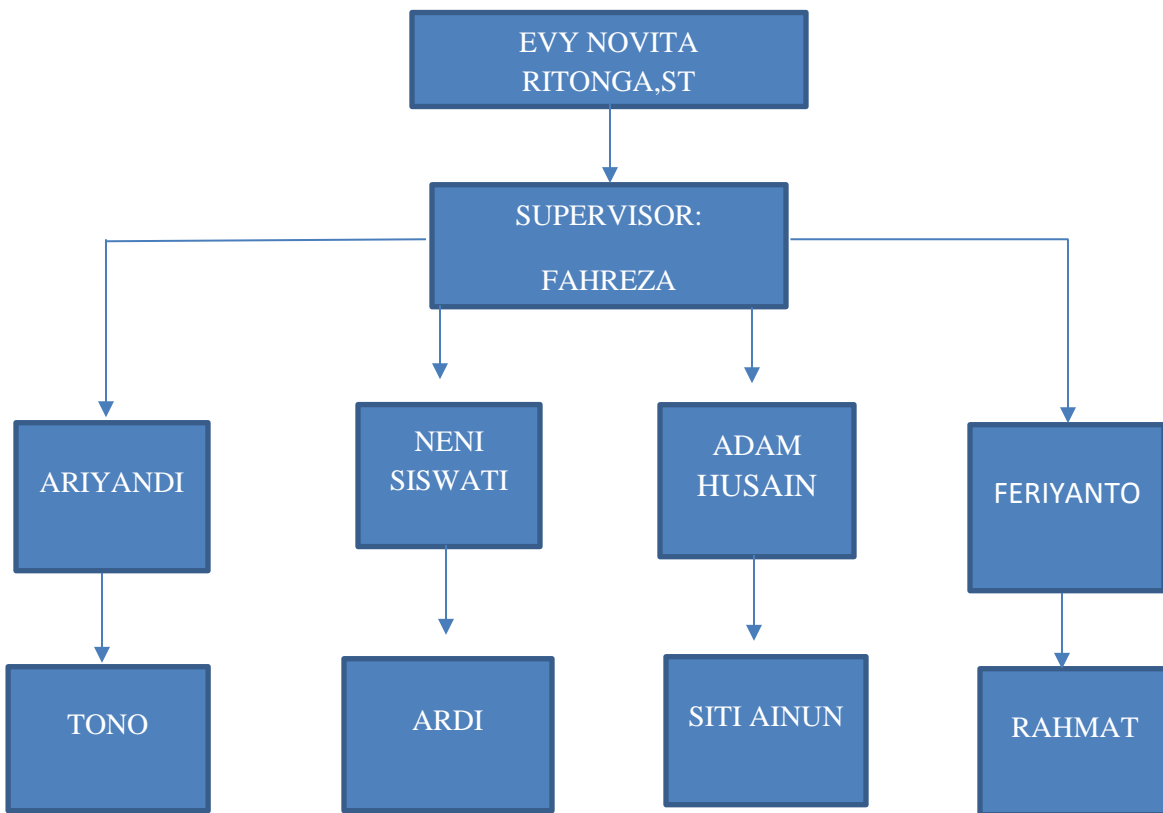 EVY NOVITA
RITONGA,ST
SUPERVISOR:
FAHREZA
ARIYANDI
NENI
SISWATI
ADAM
HUSAIN
FERIYANTO
TONO
ARDI
SITI AINUN
RAHMAT